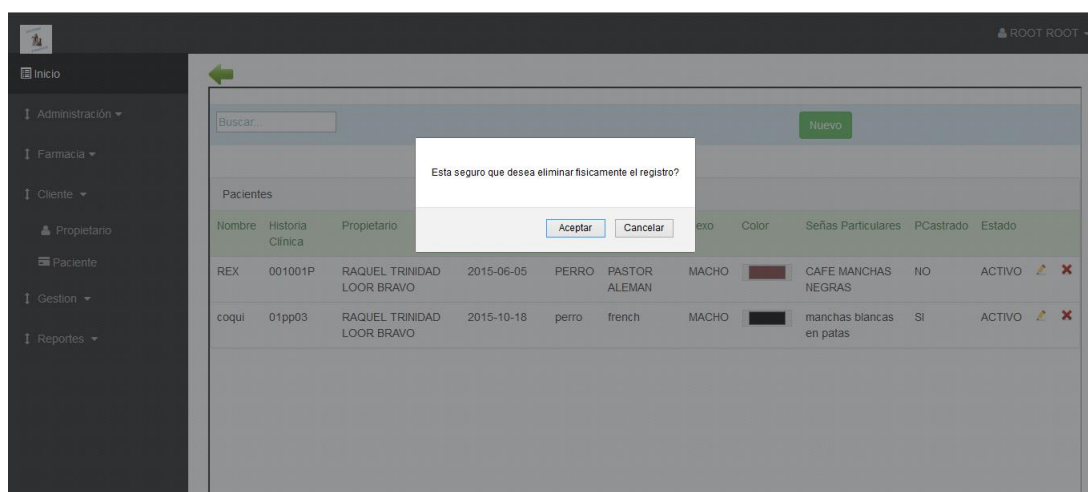 ROOT ROOT
Inicio
Administración
Farmacia
Cliente
Propietario
Paciente
Gestion
Reportes
Buscar...
Nuevo
Esta seguro que desea eliminar fisicamente el registro?
Aceptar Cancelar
Pacientes
Nombre Historia Clínica Propietario exo Color Señas Particulares PCastrado Estado
REX 001001P RAQUEL TRINIDAD LOOR BRAVO 2015-06-05 PERRO PASTOR ALEMAN MACHO CAFE MANCHAS NEGRAS NO ACTIVO
coqui 01pp03 RAQUEL TRINIDAD LOOR BRAVO 2015-10-18 perro french MACHO manchas blancas en patas SI ACTIVO